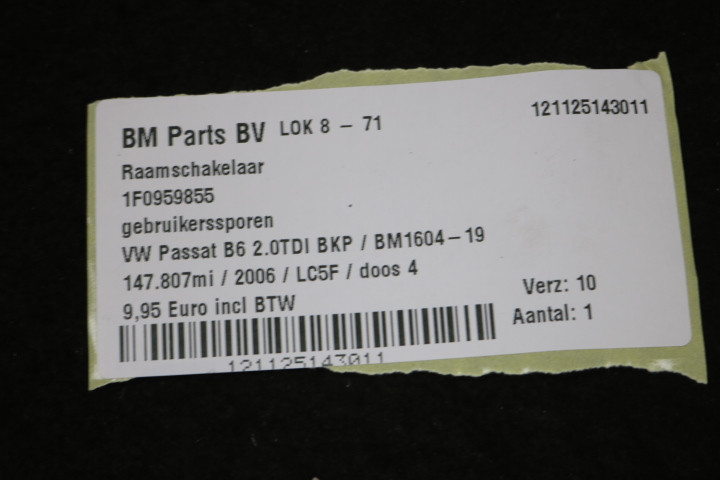 BM Parts BV LOK 8 - 71
121125143011
Raamschakelaar
1F0959855
gebruikerssporen
VW Passat B6 2.0TDI BKP / BM1604-19
147.807mi / 2006 / LC5F / doos 4
9,95 Euro incl BTW
Verz: 10
Aantal: 1
121125143011